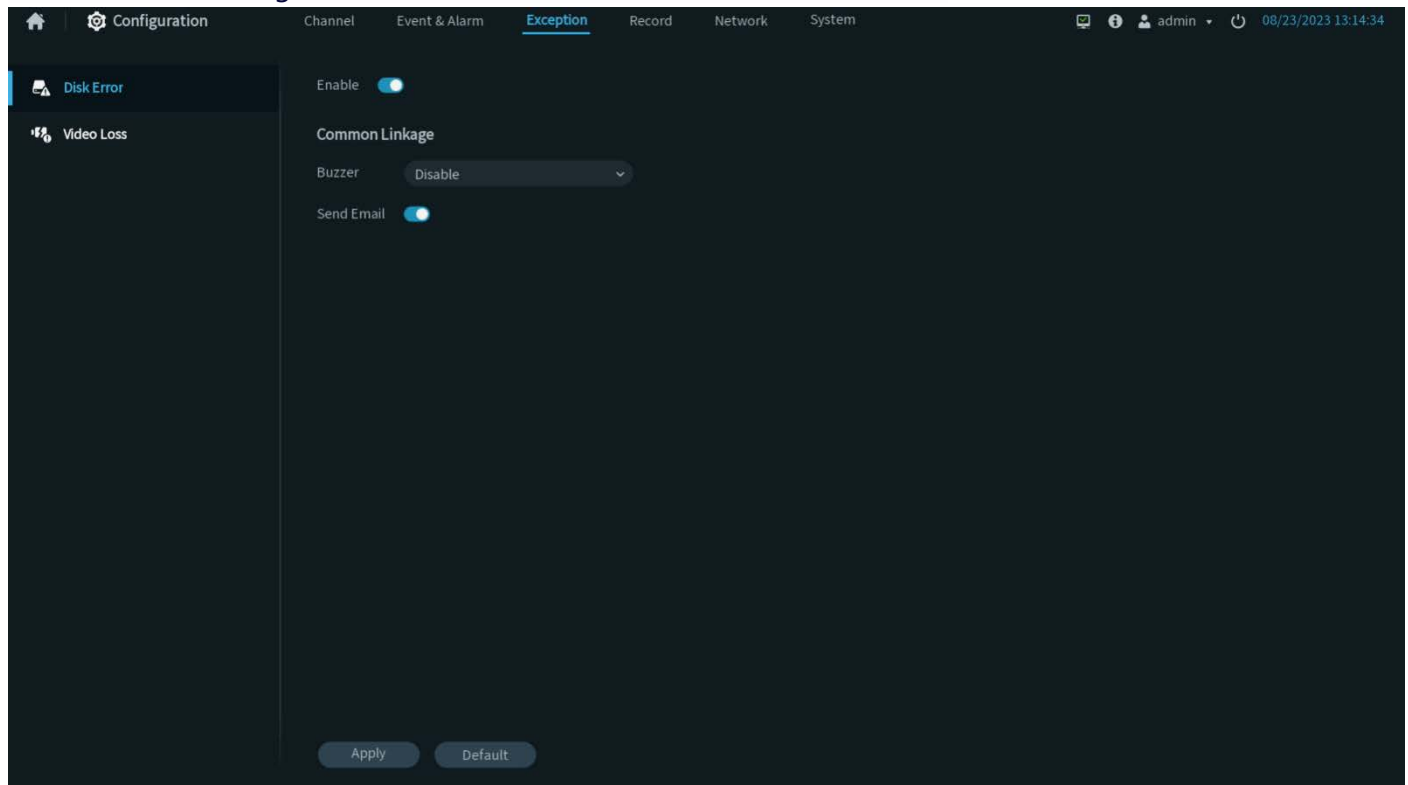 Configuration Channel Event & Alarm Exception Record Network System admin 08/23/2023 13:14:34
Disk Error
Video Loss
Enable
Common Linkage
Buzzer Disable
Send Email
Apply Default